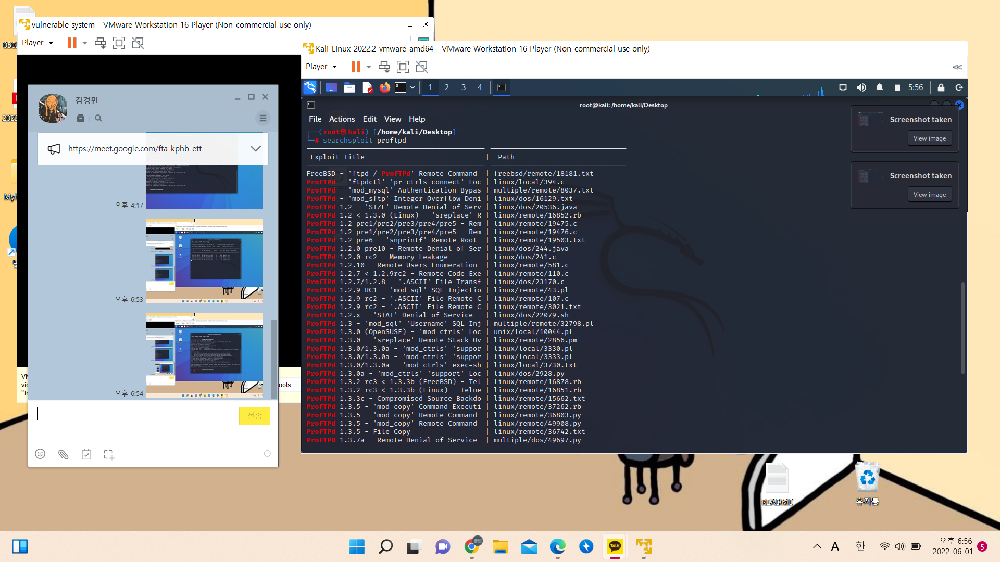 vulnerable system - VMware Workstation 16 Player (Non-commercial use only)
Player
김경민
https://meet.google.com/fta-kphb-ett
오후 4:17
오후 6:53
오후 6:54
전송
ools
Kali-Linux-2022.2-vmware-amd64 - VMware Workstation 16 Player (Non-commercial use only)
Player
1 2 3 4
5:56
root@kali: /home/kali/Desktop
File Actions Edit View Help
(root㉿kali)-[/home/kali/Desktop]
# searchsploit proftpd
Exploit Title | Path
FreeBSD - 'ftpd / ProFTPd' Remote Command | freebsd/remote/18181.txt
ProFTPd - 'ftpdctl' 'pr_ctrls_connect' Loc | linux/local/394.c
ProFTPd - 'mod_mysql' Authentication Bypas | multiple/remote/8037.txt
ProFTPd - 'mod_sftp' Integer Overflow Deni | linux/dos/16129.txt
ProFTPd 1.2 - 'SIZE' Remote Denial of Serv | linux/dos/20536.java
ProFTPd 1.2 < 1.3.0 (Linux) - 'sreplace' R | linux/remote/16852.rb
ProFTPd 1.2 pre1/pre2/pre3/pre4/pre5 - Rem | linux/remote/19475.c
ProFTPd 1.2 pre1/pre2/pre3/pre4/pre5 - Rem | linux/remote/19476.c
ProFTPd 1.2 pre6 - 'snprintf' Remote Root | linux/remote/19503.txt
ProFTPd 1.2.0 pre10 - Remote Denial of Ser | linux/dos/244.java
ProFTPd 1.2.0 rc2 - Memory Leakage | linux/dos/241.c
ProFTPd 1.2.10 - Remote Users Enumeration | linux/remote/581.c
ProFTPd 1.2.7 < 1.2.9rc2 - Remote Code Exe | linux/remote/110.c
ProFTPd 1.2.7/1.2.8 - '.ASCII' File Transf | linux/dos/23170.c
ProFTPd 1.2.9 RC1 - 'mod_sql' SQL Injectio | linux/remote/43.pl
ProFTPd 1.2.9 rc2 - '.ASCII' File Remote C | linux/remote/107.c
ProFTPd 1.2.9 rc2 - '.ASCII' File Remote C | linux/remote/3021.txt
ProFTPd 1.2.x - 'STAT' Denial of Service | linux/dos/22079.sh
ProFTPd 1.3 - 'mod_sql' 'Username' SQL Inj | multiple/remote/32798.pl
ProFTPd 1.3.0 (OpenSUSE) - 'mod_ctrls' Loc | unix/local/10044.pl
ProFTPd 1.3.0 - 'sreplace' Remote Stack Ov | linux/remote/2856.pm
ProFTPd 1.3.0/1.3.0a - 'mod_ctrls' 'suppor | linux/local/3330.pl
ProFTPd 1.3.0/1.3.0a - 'mod_ctrls' 'suppor | linux/local/3333.pl
ProFTPd 1.3.0/1.3.0a - 'mod_ctrls' exec-sh | linux/local/3730.txt
ProFTPd 1.3.0a - 'mod_ctrls' 'support' Loc | linux/dos/2928.py
ProFTPd 1.3.2 rc3 < 1.3.3b (FreeBSD) - Tel | linux/remote/16878.rb
ProFTPd 1.3.2 rc3 < 1.3.3b (Linux) - Telne | linux/remote/16851.rb
ProFTPd 1.3.3c - Compromised Source Backdo | linux/remote/15662.txt
ProFTPd 1.3.5 - 'mod_copy' Command Executi | linux/remote/37262.rb
ProFTPd 1.3.5 - 'mod_copy' Remote Command | linux/remote/36803.py
ProFTPd 1.3.5 - 'mod_copy' Remote Command | linux/remote/49908.py
ProFTPd 1.3.5 - File Copy | linux/remote/36742.txt
ProFTPD 1.3.7a - Remote Denial of Service | multiple/dos/49697.py
Screenshot taken
View image
Screenshot taken
View image
README
휴지통
경민
TALK
A
한
오후 6:56
2022-06-01
5